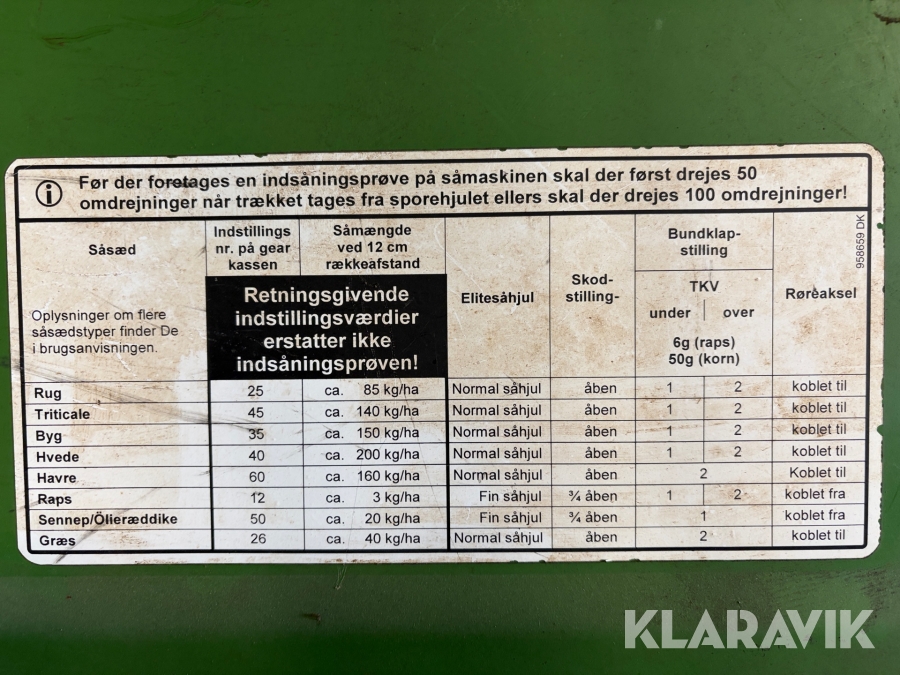 Før der foretages en indsåningsprøve på såmaskinen skal der først drejes 50
omdrejninger når trækket tages fra sporehjulet ellers skal der drejes 100 omdrejninger!
Såsæd
Indstillings
nr. på gear
kassen
Såmængde
ved 12 cm
rækkeafstand
Elitesåhjul
Skod-
stilling-
Bundklap-
stilling
TKV
under over
6g (raps)
50g (korn)
Røreaksel
958659 DK
Oplysninger om flere
såsædstyper finder De
i brugsanvisningen.
Retningsgivende
indstillingsværdier
erstatter ikke
indsåningsprøven!
Rug 25 ca. 85 kg/ha Normal såhjul åben 1 2 koblet til
Triticale 45 ca. 140 kg/ha Normal såhjul åben 1 2 koblet til
Byg 35 ca. 150 kg/ha Normal såhjul åben 1 2 koblet til
Hvede 40 ca. 200 kg/ha Normal såhjul åben 1 2 koblet til
Havre 60 ca. 160 kg/ha Normal såhjul åben 2 Koblet til
Raps 12 ca. 3 kg/ha Fin såhjul ¾ åben 1 2 koblet fra
Sennep/Ölieræddike 50 ca. 20 kg/ha Fin såhjul ¾ åben 1 koblet fra
Græs 26 ca. 40 kg/ha Normal såhjul åben 2 koblet til
KLARAVIK